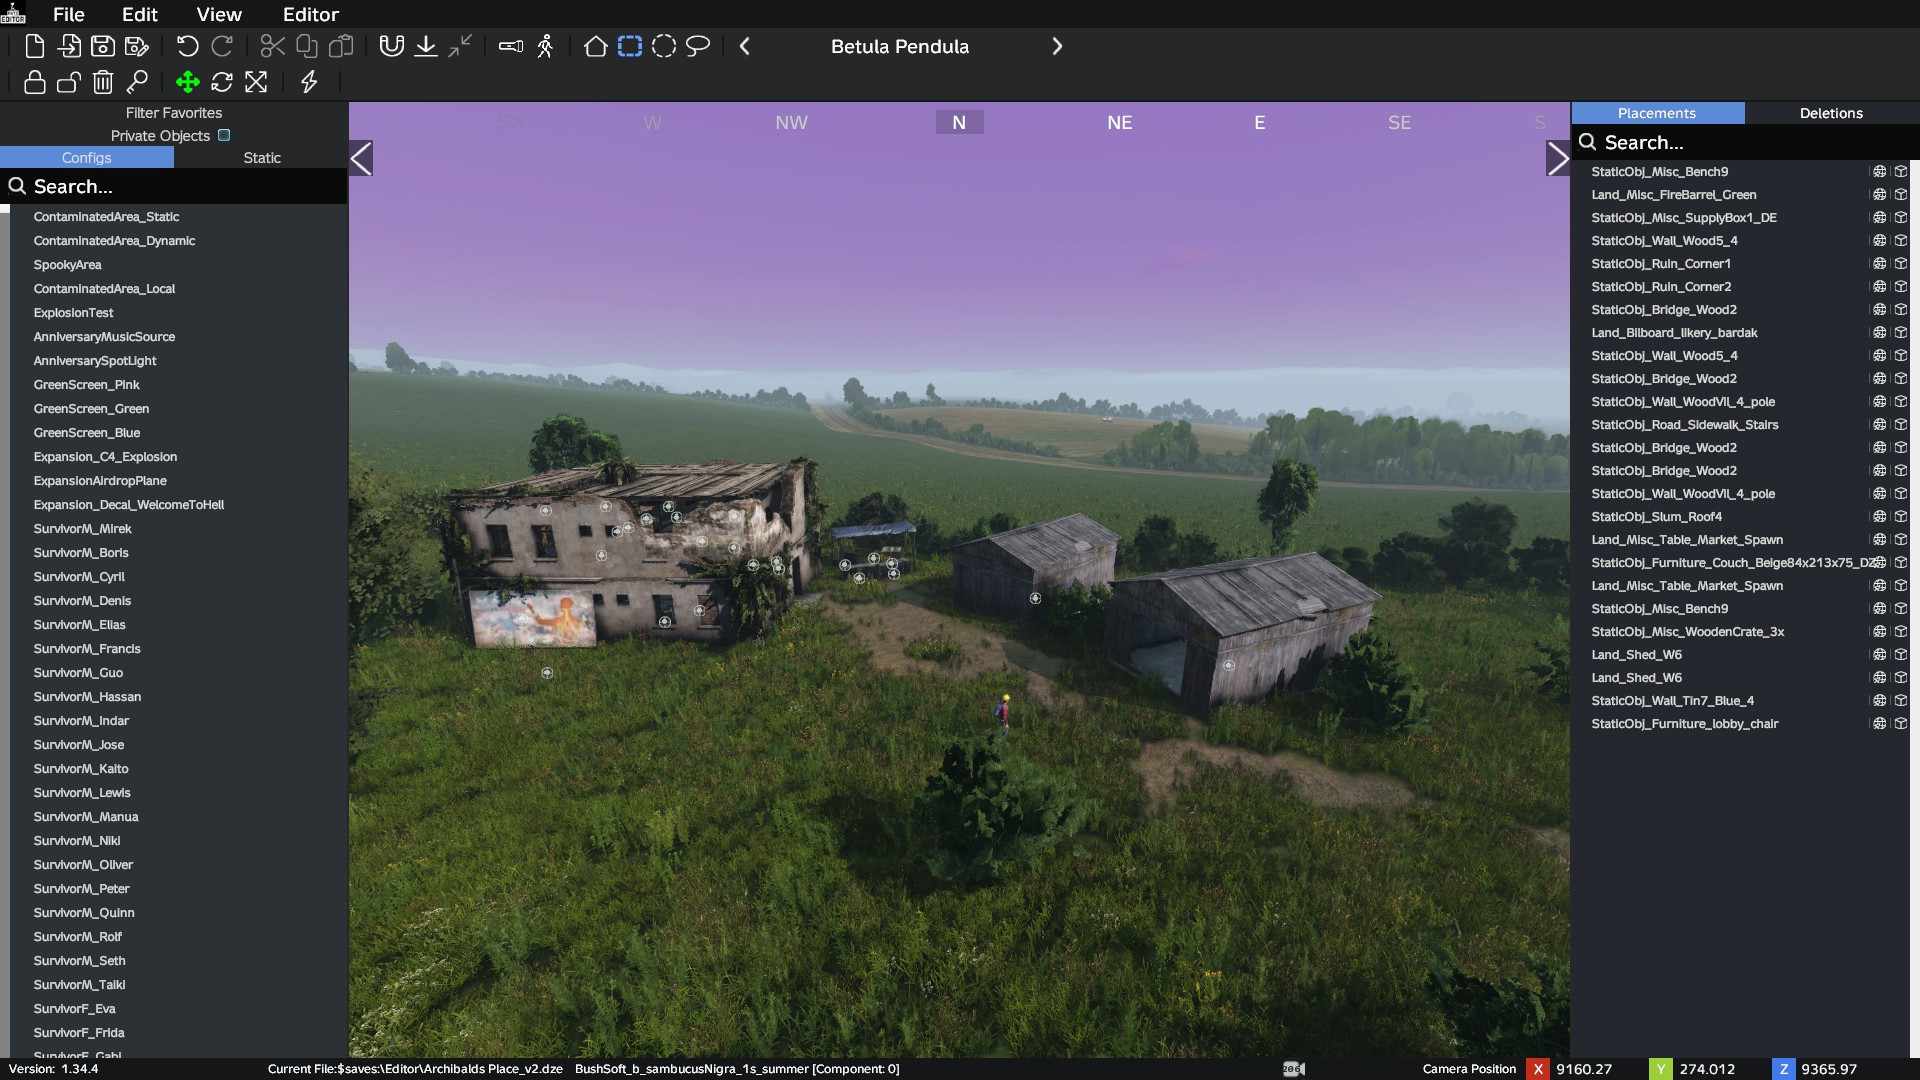 EDITOR File Edit View Editor
Betula Pendula
Filter Favorites
Private Objects
Configs Static
Search...
ContaminatedArea_Static
ContaminatedArea_Dynamic
SpookyArea
ContaminatedArea_Local
ExplosionTest
AnniversaryMusicSource
AnniversarySpotLight
GreenScreen_Pink
GreenScreen_Green
GreenScreen_Blue
Expansion_C4_Explosion
ExpansionAirdropPlane
Expansion_Decal_WelcomeToHell
SurvivorM_Mirek
SurvivorM_Boris
SurvivorM_Cyril
SurvivorM_Denis
SurvivorM_Elias
SurvivorM_Francis
SurvivorM_Guo
SurvivorM_Hassan
SurvivorM_Indar
SurvivorM_Jose
SurvivorM_Kaito
SurvivorM_Lewis
SurvivorM_Manua
SurvivorM_Niki
SurvivorM_Oliver
SurvivorM_Peter
SurvivorM_Quinn
SurvivorM_Rolf
SurvivorM_Seth
SurvivorM_Taiki
SurvivorF_Eva
SurvivorF_Frida
SurvivorF_Gabi
SW W NW N NE E SE S
Placements Deletions
Search...
StaticObj_Misc_Bench9
Land_Misc_FireBarrel_Green
StaticObj_Misc_SupplyBox1_DE
StaticObj_Wall_Wood5_4
StaticObj_Ruin_Corner1
StaticObj_Ruin_Corner2
StaticObj_Bridge_Wood2
Land_Bilboard_likery_bardak
StaticObj_Wall_Wood5_4
StaticObj_Bridge_Wood2
StaticObj_Wall_WoodVil_4_pole
StaticObj_Road_Sidewalk_Stairs
StaticObj_Bridge_Wood2
StaticObj_Bridge_Wood2
StaticObj_Wall_WoodVil_4_pole
StaticObj_Slum_Roof4
Land_Misc_Table_Market_Spawn
StaticObj_Furniture_Couch_Beige84x213x75_DZ
Land_Misc_Table_Market_Spawn
StaticObj_Misc_Bench9
StaticObj_Misc_WoodenCrate_3x
Land_Shed_W6
Land_Shed_W6
StaticObj_Wall_Tin7_Blue_4
StaticObj_Furniture_lobby_chair
Version: 1.34.4
Current File:$saves:\Editor\Archibalds Place_v2.dze BushSoft_b_sambucusNigra_1s_summer [Component: 0]
206
Camera Position X 9160.27 Y 274.012 Z 9365.97